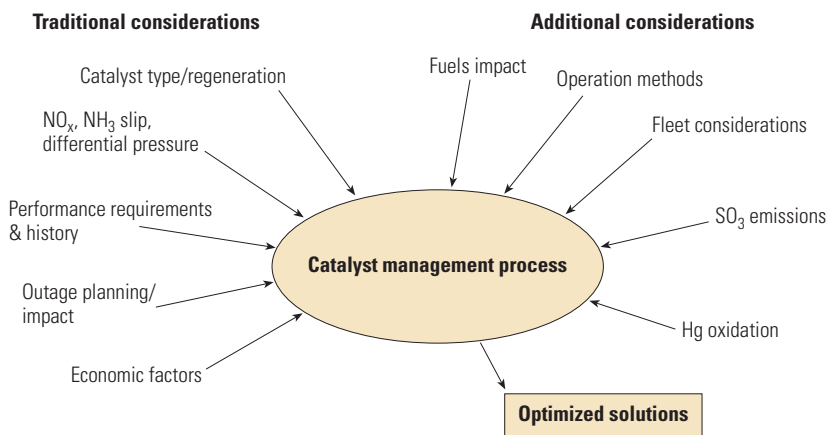 Traditional considerations
Additional considerations
Catalyst type/regeneration
NOₓ, NH₃ slip,
differential pressure
Performance requirements
& history
Outage planning/
impact
Economic factors
Fuels impact
Operation methods
Fleet considerations
SO₃ emissions
Hg oxidation
Catalyst management process
Optimized solutions